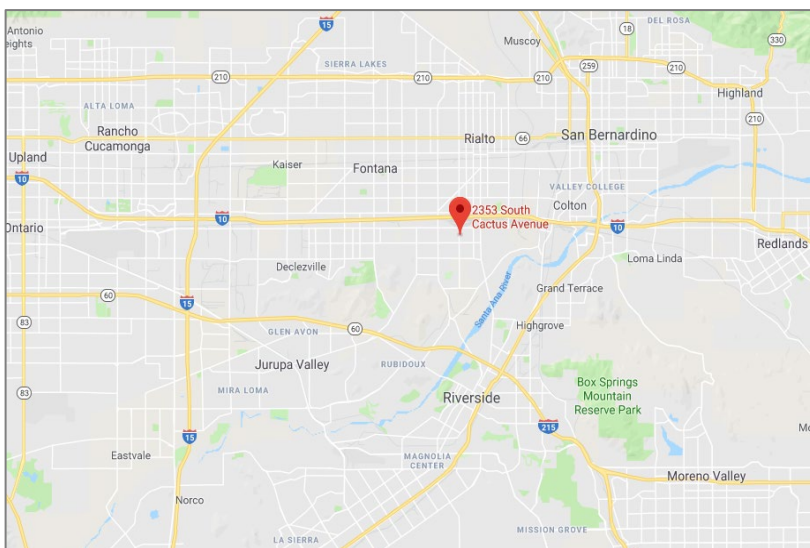 DEL ROSA
Antonio
Heights
15
18
Muscoy
330
SIERRA LAKES
259
210
210
210
210
Highland
ALTA LOMA
210
Rancho
Cucamonga
Rialto
66
San Bernardino
Upland
Kaiser
Fontana
10
VALLEY COLLEGE
2353 South
Cactus Avenue
Colton
10
10
Ontario
Redlands
Loma Linda
Declezville
Santa Ana River
Grand Terrace
60
15
83
GLEN AVON
60
Highgrove
Jurupa Valley
RUBIDOUX
Box Springs
Mountain
Reserve Park
MIRA LOMA
83
Riverside
215
15
Mo
Eastvale
MAGNOLIA
CENTER
Moreno Valley
Norco
MISSION GROVE
LA SIERRA